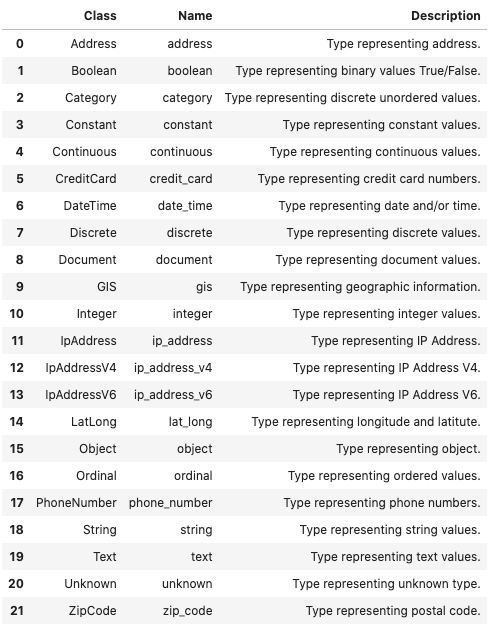 Class Name Description
0 Address address Type representing address.
1 Boolean boolean Type representing binary values True/False.
2 Category category Type representing discrete unordered values.
3 Constant constant Type representing constant values.
4 Continuous continuous Type representing continuous values.
5 CreditCard credit_card Type representing credit card numbers.
6 DateTime date_time Type representing date and/or time.
7 Discrete discrete Type representing discrete values.
8 Document document Type representing document values.
9 GIS gis Type representing geographic information.
10 Integer integer Type representing integer values.
11 IpAddress ip_address Type representing IP Address.
12 IpAddressV4 ip_address_v4 Type representing IP Address V4.
13 IpAddressV6 ip_address_v6 Type representing IP Address V6.
14 LatLong lat_long Type representing longitude and latitute.
15 Object object Type representing object.
16 Ordinal ordinal Type representing ordered values.
17 PhoneNumber phone_number Type representing phone numbers.
18 String string Type representing string values.
19 Text text Type representing text values.
20 Unknown unknown Type representing unknown type.
21 ZipCode zip_code Type representing postal code.